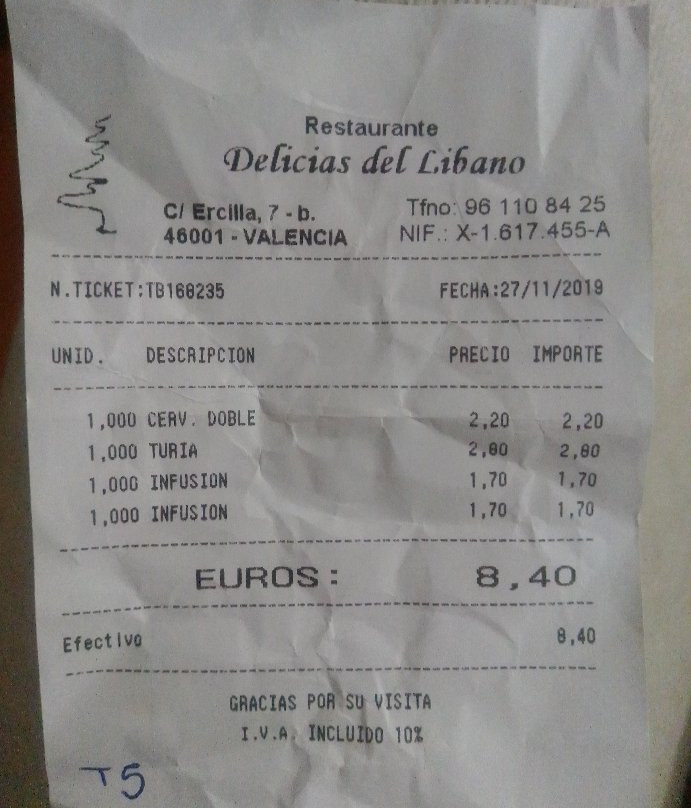 Restaurante
Delicias del Libano
C/ Ercilla, 7 - b. Tfno: 96 110 84 25
46001 - VALENCIA NIF.: X-1.617.455-A
N.TICKET:TB168235 FECHA:27/11/2019
UNID. DESCRIPCION PRECIO IMPORTE
1,000 CERV. DOBLE 2,20 2,20
1,000 TURIA 2,80 2,80
1,000 INFUSION 1,70 1,70
1,000 INFUSION 1,70 1,70
EUROS: 8,40
Efectivo 8,40
GRACIAS POR SU VISITA
I.V.A. INCLUIDO 10%
T5